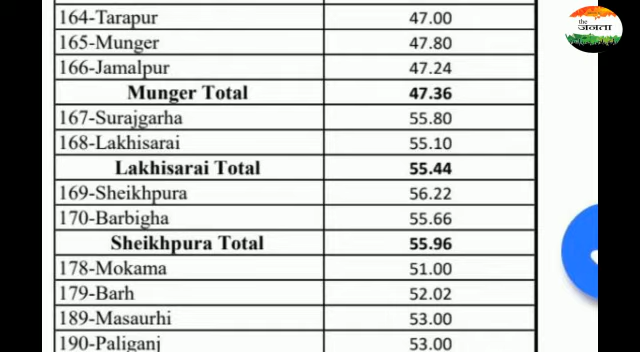 164-Tarapur 47.00
the
जनता
165-Munger 47.80
166-Jamalpur 47.24
Munger Total 47.36
167-Surajgarha 55.80
168-Lakhisarai 55.10
Lakhisarai Total 55.44
169-Sheikhpura 56.22
170-Barbigha 55.66
Sheikhpura Total 55.96
178-Mokama 51.00
179-Barh 52.02
189-Masaurhi 53.00
190-Paliganj 53.00